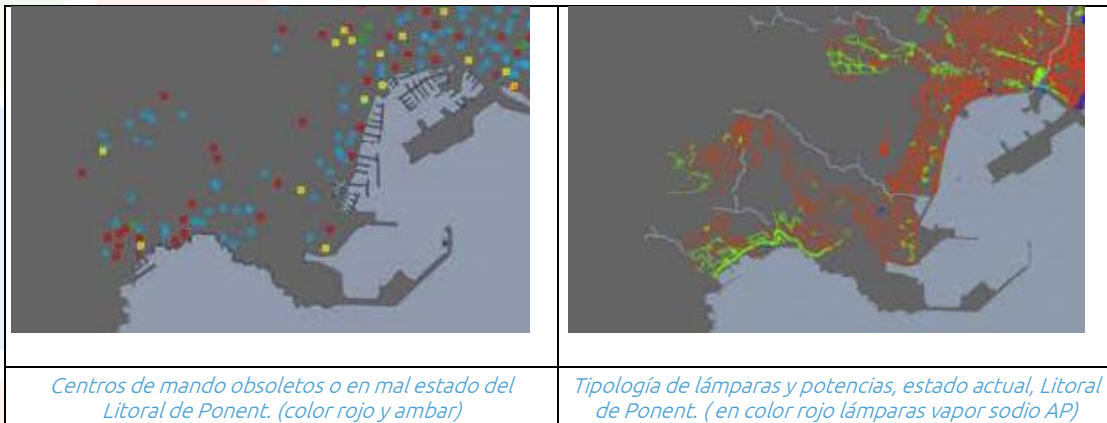 Centros de mando obsoletos o en mal estado del
Litoral de Ponent. (color rojo y ambar)
Tipología de lámparas y potencias, estado actual, Litoral
de Ponent. ( en color rojo lámparas vapor sodio AP)